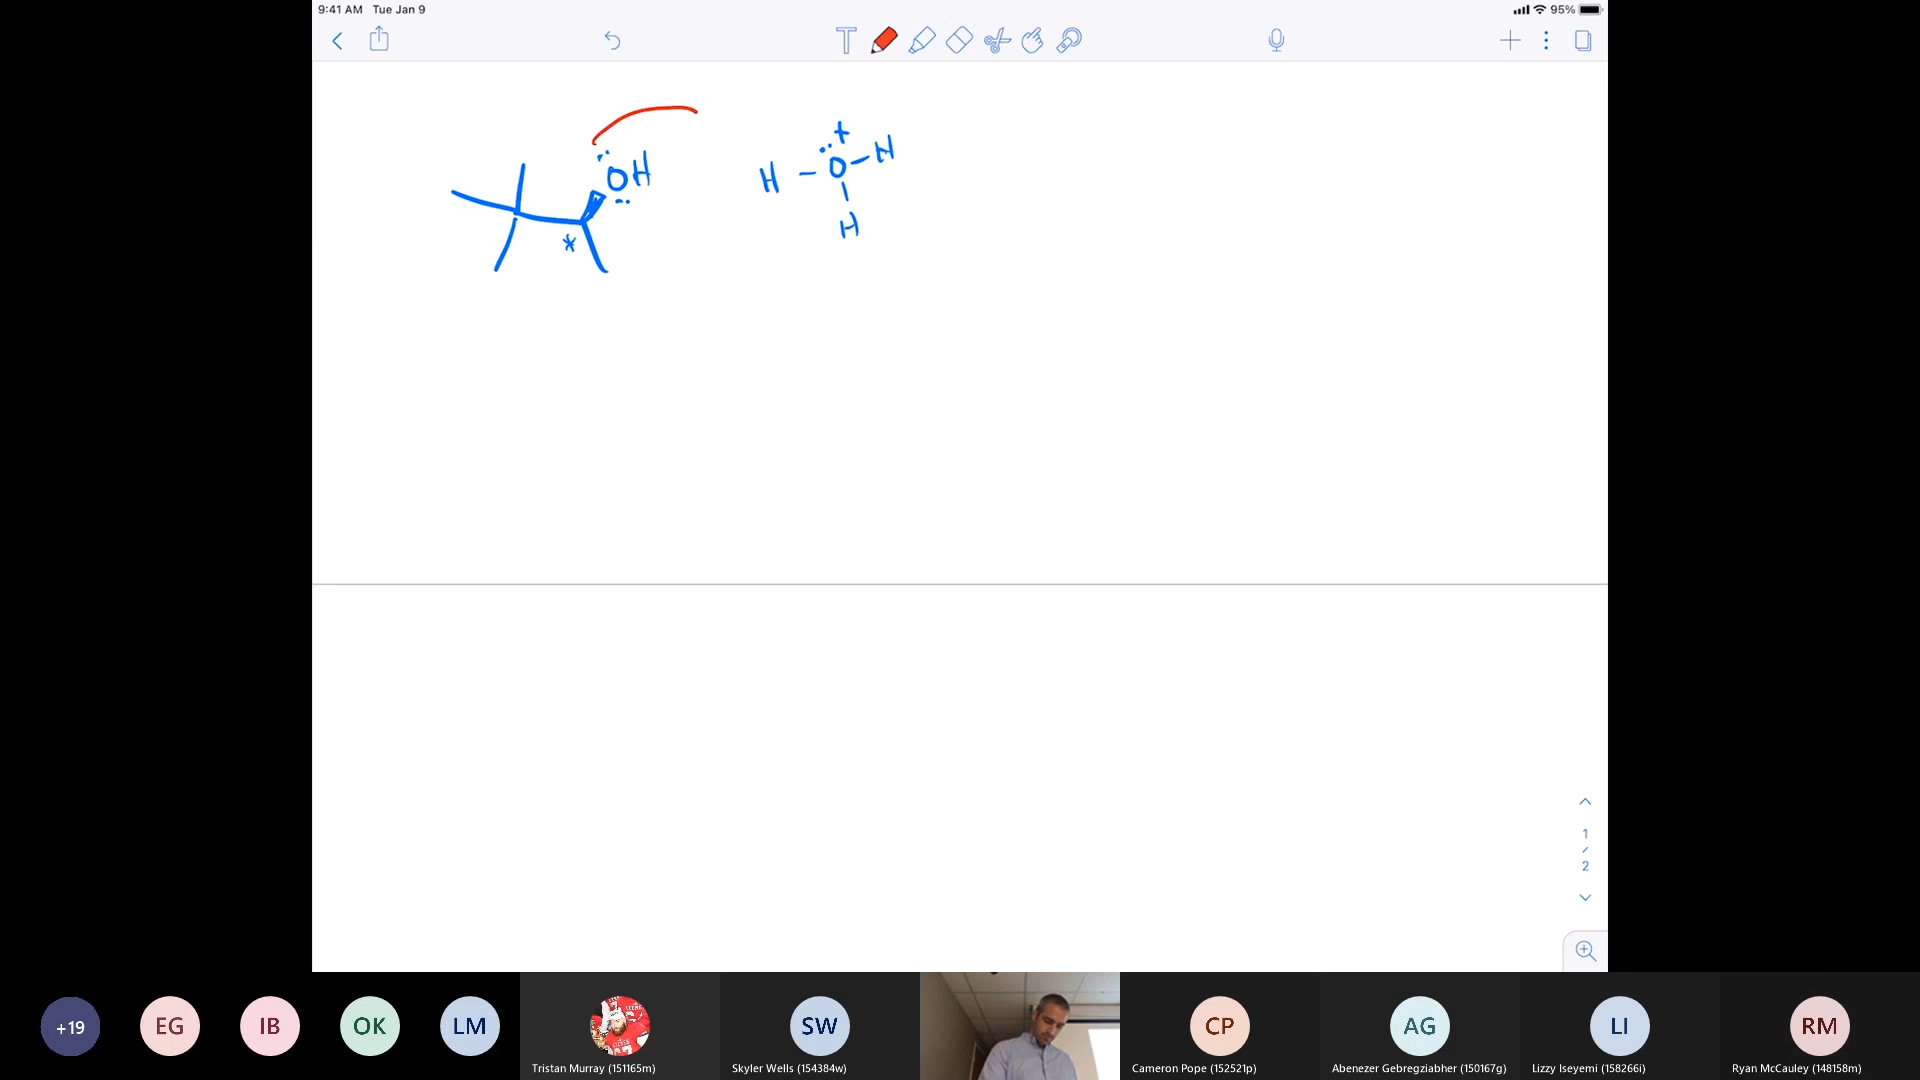 9:41 AM Tue Jan 9
95%
T
+
H - O - H
OH
H
*
1
/
2
+19
EG
IB
OK
LM
SW
CP
AG
LI
RM
Tristan Murray (151165m)
Skyler Wells (154384w)
Cameron Pope (152521p)
Abenezer Gebregziabher (150167g)
Lizzy Iseyemi (158266i)
Ryan McCauley (148158m)